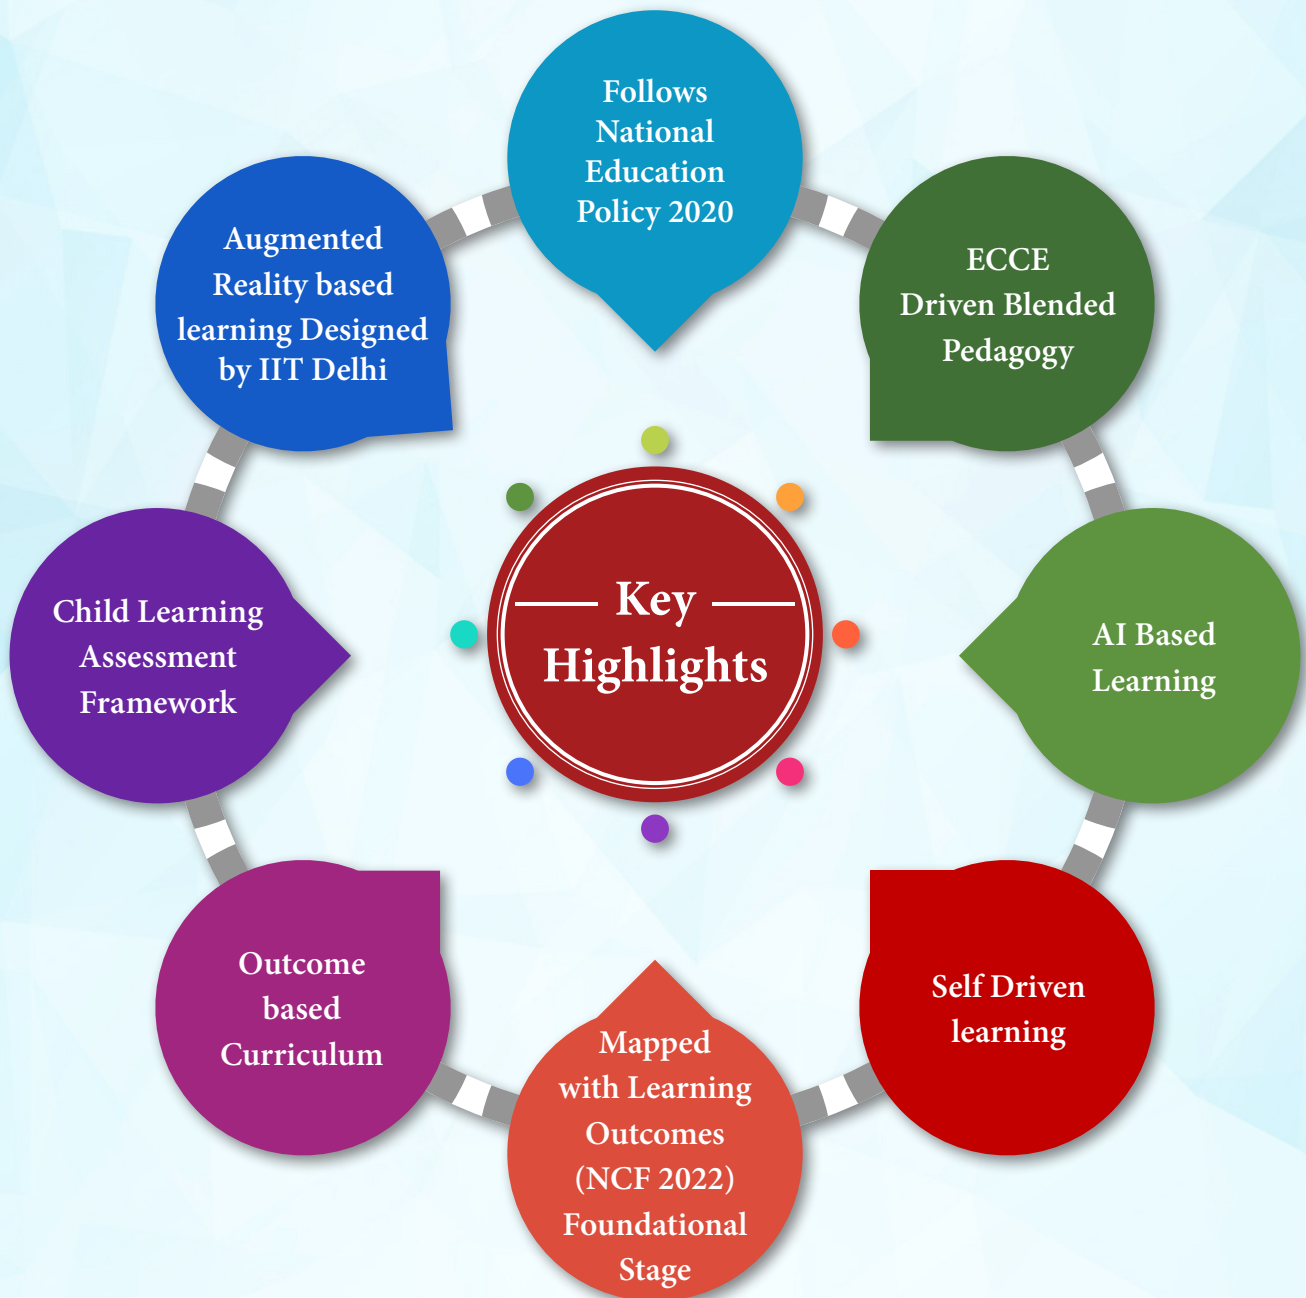 Follows
National
Education
Policy 2020
ECCE
Driven Blended
Pedagogy
AI Based
Learning
Self Driven
learning
Mapped
with Learning
Outcomes
(NCF 2022)
Foundational
Stage
Outcome
based
Curriculum
Child Learning
Assessment
Framework
Augmented
Reality based
learning Designed
by IIT Delhi
Key
Highlights